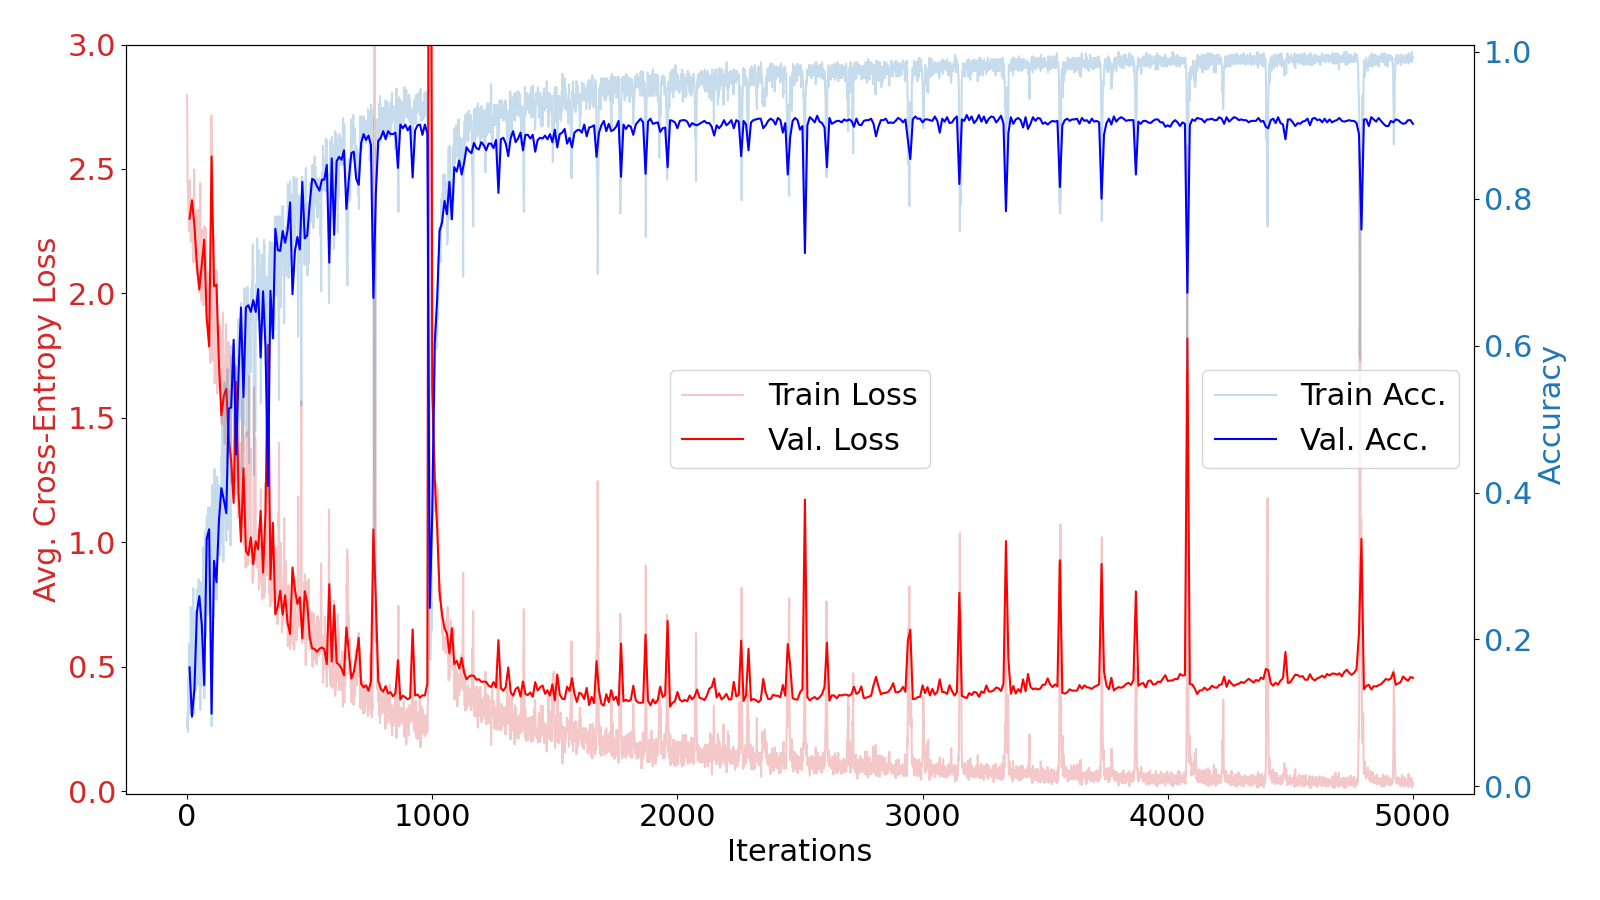 3.0
2.5
2.0
1.5
1.0
0.5
0.0
Avg. Cross-Entropy Loss
1.0
0.8
0.6
0.4
0.2
0.0
Accuracy
Train Loss
Val. Loss
Train Acc.
Val. Acc.
0 1000 2000 3000 4000 5000
Iterations